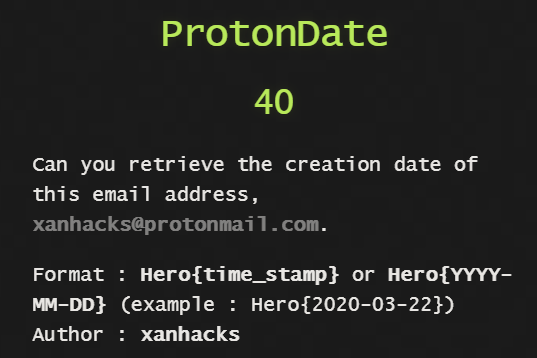 ProtonDate
40
Can you retrieve the creation date of
this email address,
xanhacks@protonmail.com.
Format : Hero{time_stamp} or Hero{YYYY-
MM-DD} (example : Hero{2020-03-22})
Author : xanhacks